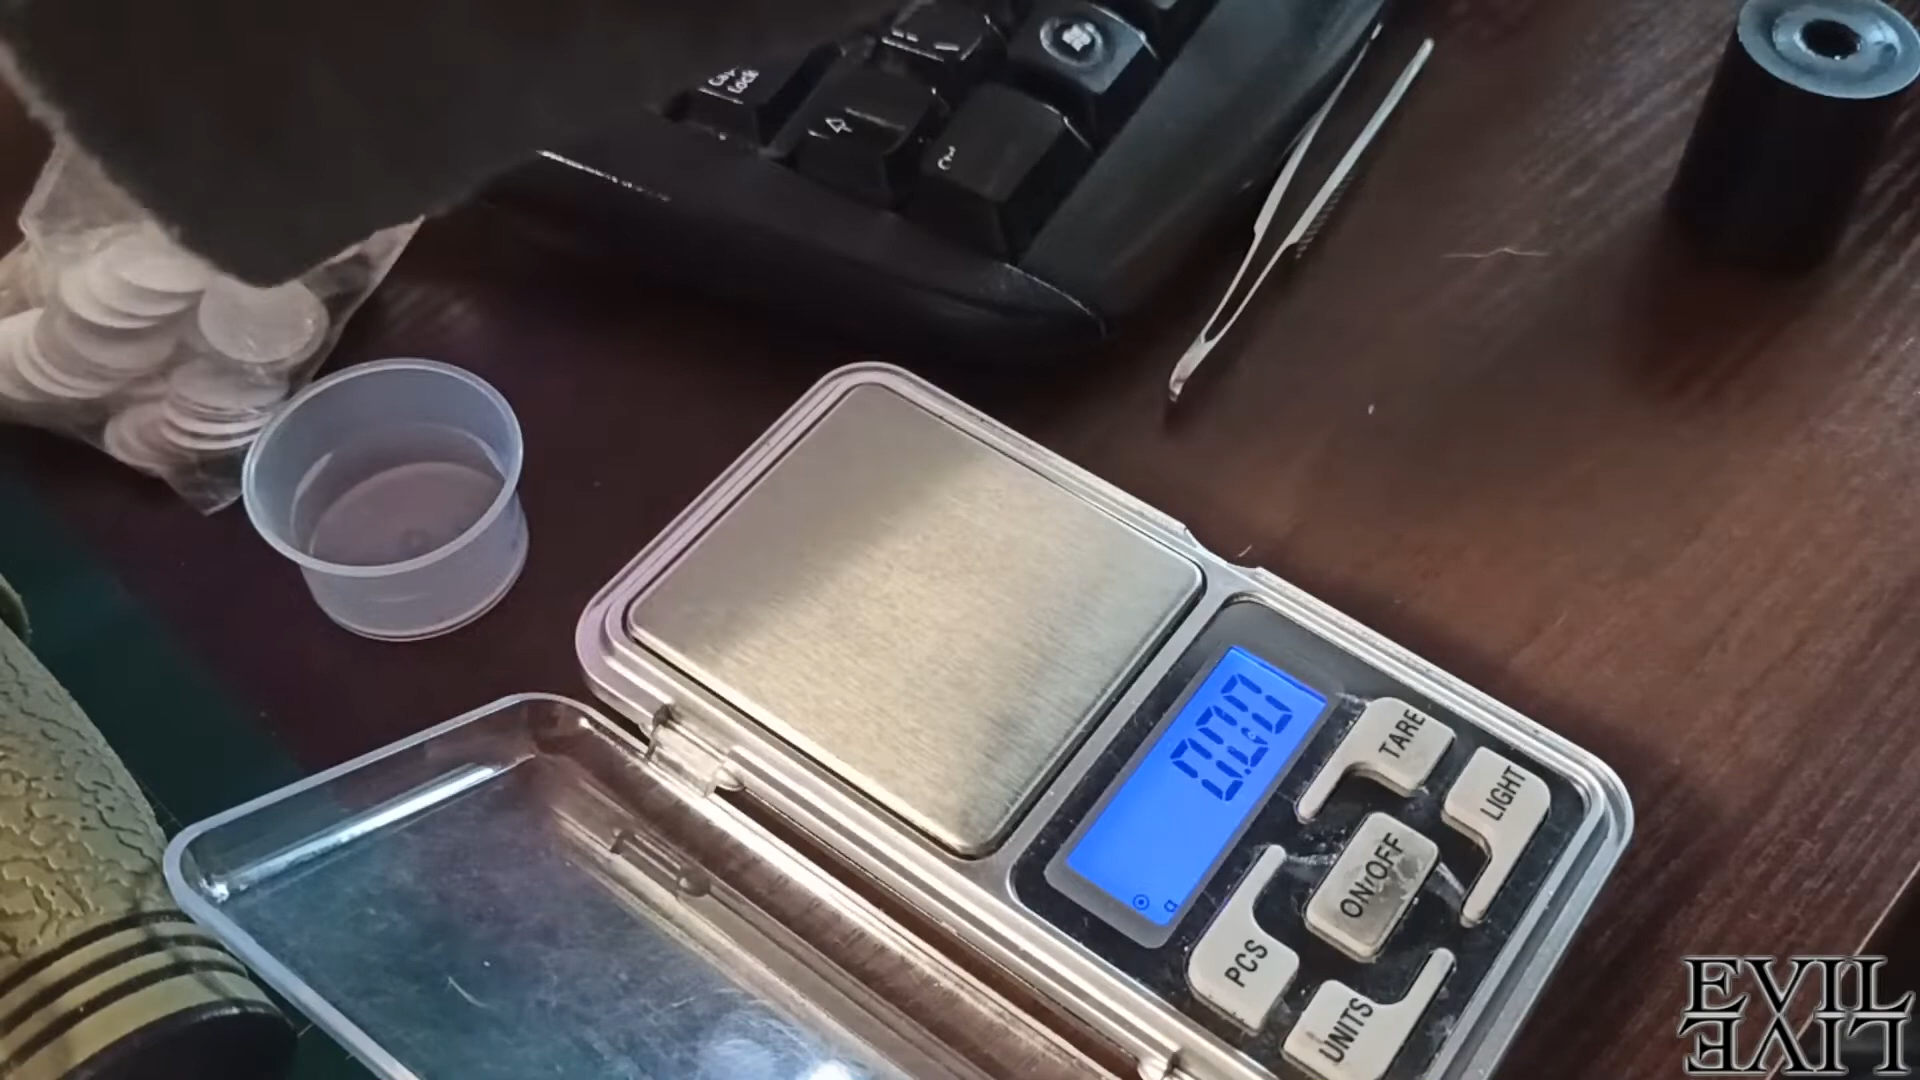 Caps
Lock
0.00
g
TARE
LIGHT
ON/OFF
PCS
UNITS
EVIL
LIVE